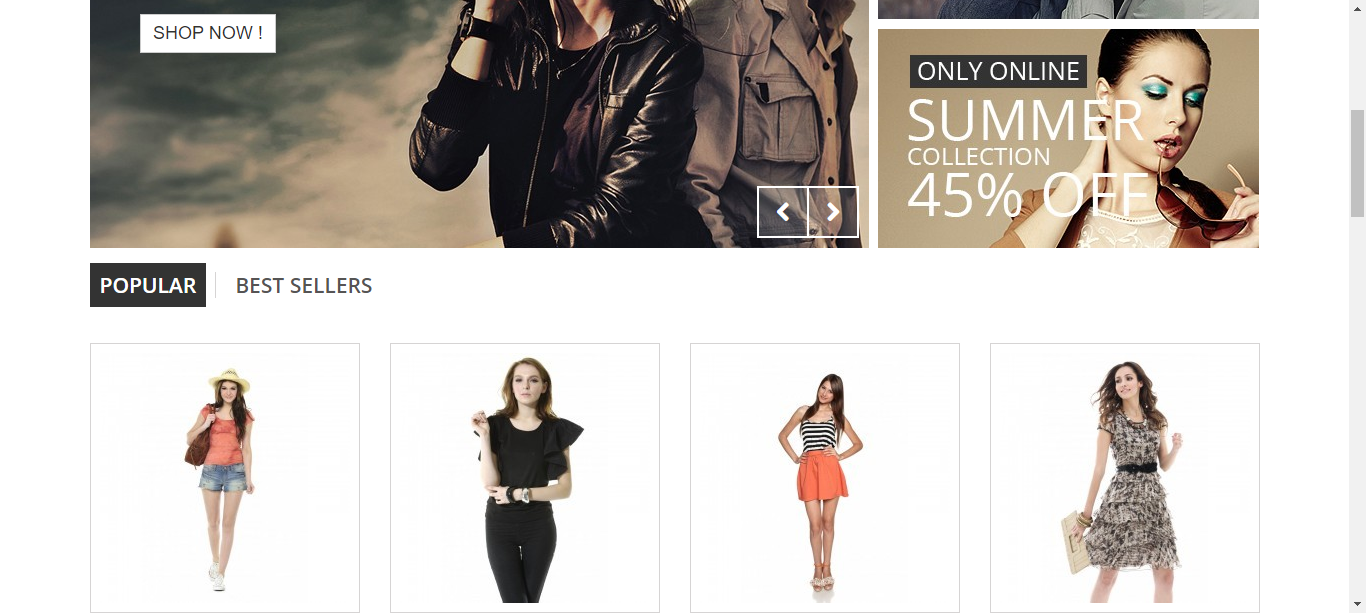 SHOP NOW !
ONLY ONLINE
SUMMER
COLLECTION
45% OFF
POPULAR
BEST SELLERS